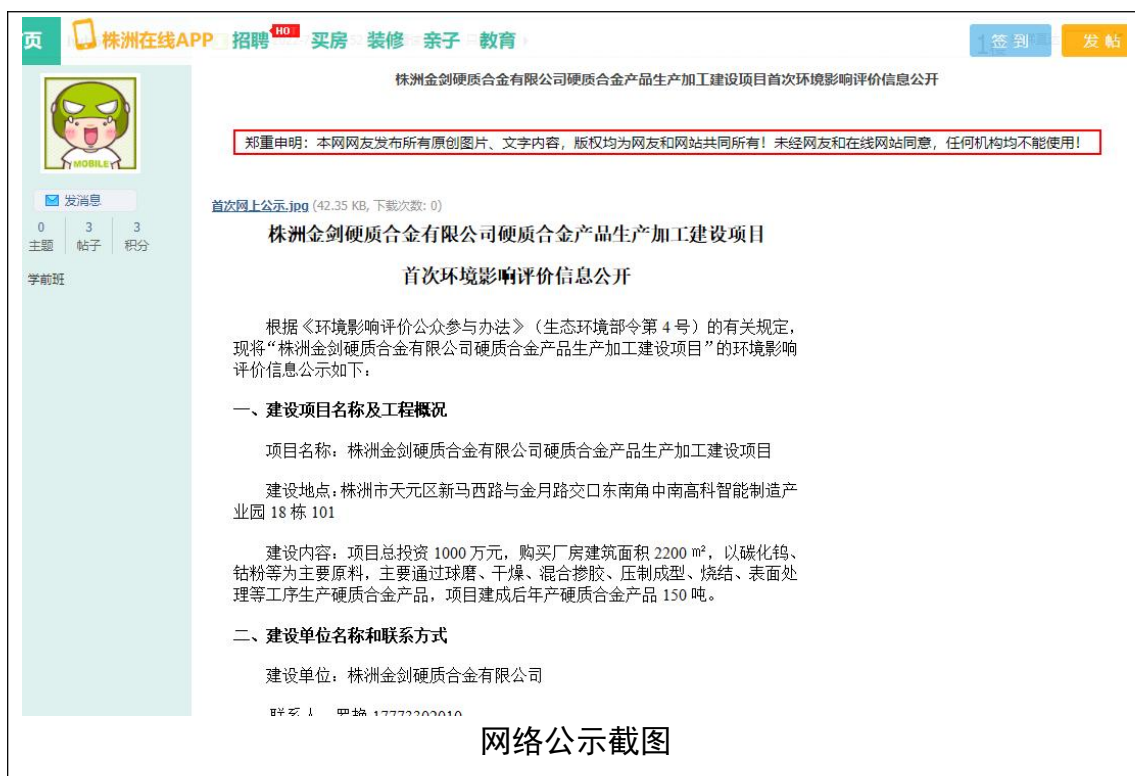 页 株洲在线APP 招聘 HOT 买房 装修 亲子 教育 签到 发帖
株洲金剑硬质合金有限公司硬质合金产品生产加工建设项目首次环境影响评价信息公开
MOBILE
郑重申明：本网网友发布所有原创图片、文字内容，版权均为网友和网站共同所有！未经网友和在线网站同意，任何机构均不能使用！
发消息
首次网上公示.jpg (42.35 KB, 下载次数: 0)
0 3 3
主题 帖子 积分
学前班
株洲金剑硬质合金有限公司硬质合金产品生产加工建设项目
首次环境影响评价信息公开
根据《环境影响评价公众参与办法》（生态环境部令第 4 号）的有关规定，
现将“株洲金剑硬质合金有限公司硬质合金产品生产加工建设项目”的环境影响
评价信息公示如下：
一、建设项目名称及工程概况
项目名称：株洲金剑硬质合金有限公司硬质合金产品生产加工建设项目
建设地点：株洲市天元区新马西路与金月路交口东南角中南高科智能制造产
业园 18 栋 101
建设内容：项目总投资 1000 万元，购买厂房建筑面积 2200 m²，以碳化钨、
钴粉等为主要原料，主要通过球磨、干燥、混合掺胶、压制成型、烧结、表面处
理等工序生产硬质合金产品，项目建成后年产硬质合金产品 150 吨。
二、建设单位名称和联系方式
建设单位：株洲金剑硬质合金有限公司
联系人
网络公示截图